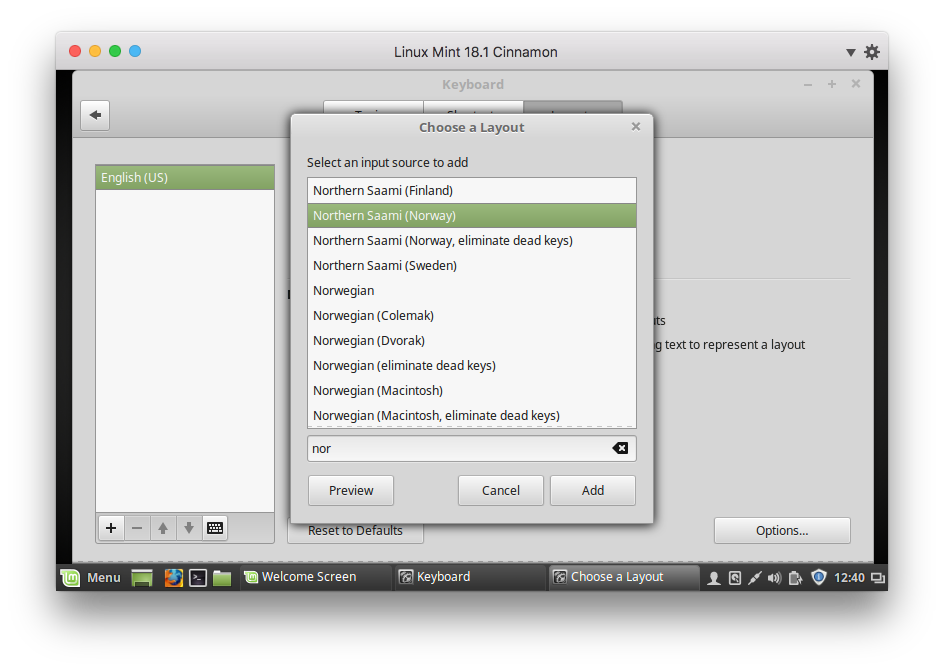 Linux Mint 18.1 Cinnamon
Keyboard
Choose a Layout
Select an input source to add
English (US)
Northern Saami (Finland)
Northern Saami (Norway)
Northern Saami (Norway, eliminate dead keys)
Northern Saami (Sweden)
Norwegian
Norwegian (Colemak)
Norwegian (Dvorak)
text to represent a layout
Norwegian (eliminate dead keys)
Norwegian (Macintosh)
Norwegian (Macintosh, eliminate dead keys)
nor
Preview Cancel Add
Reset to Defaults Options...
Menu Welcome Screen Keyboard Choose a Layout 12:40